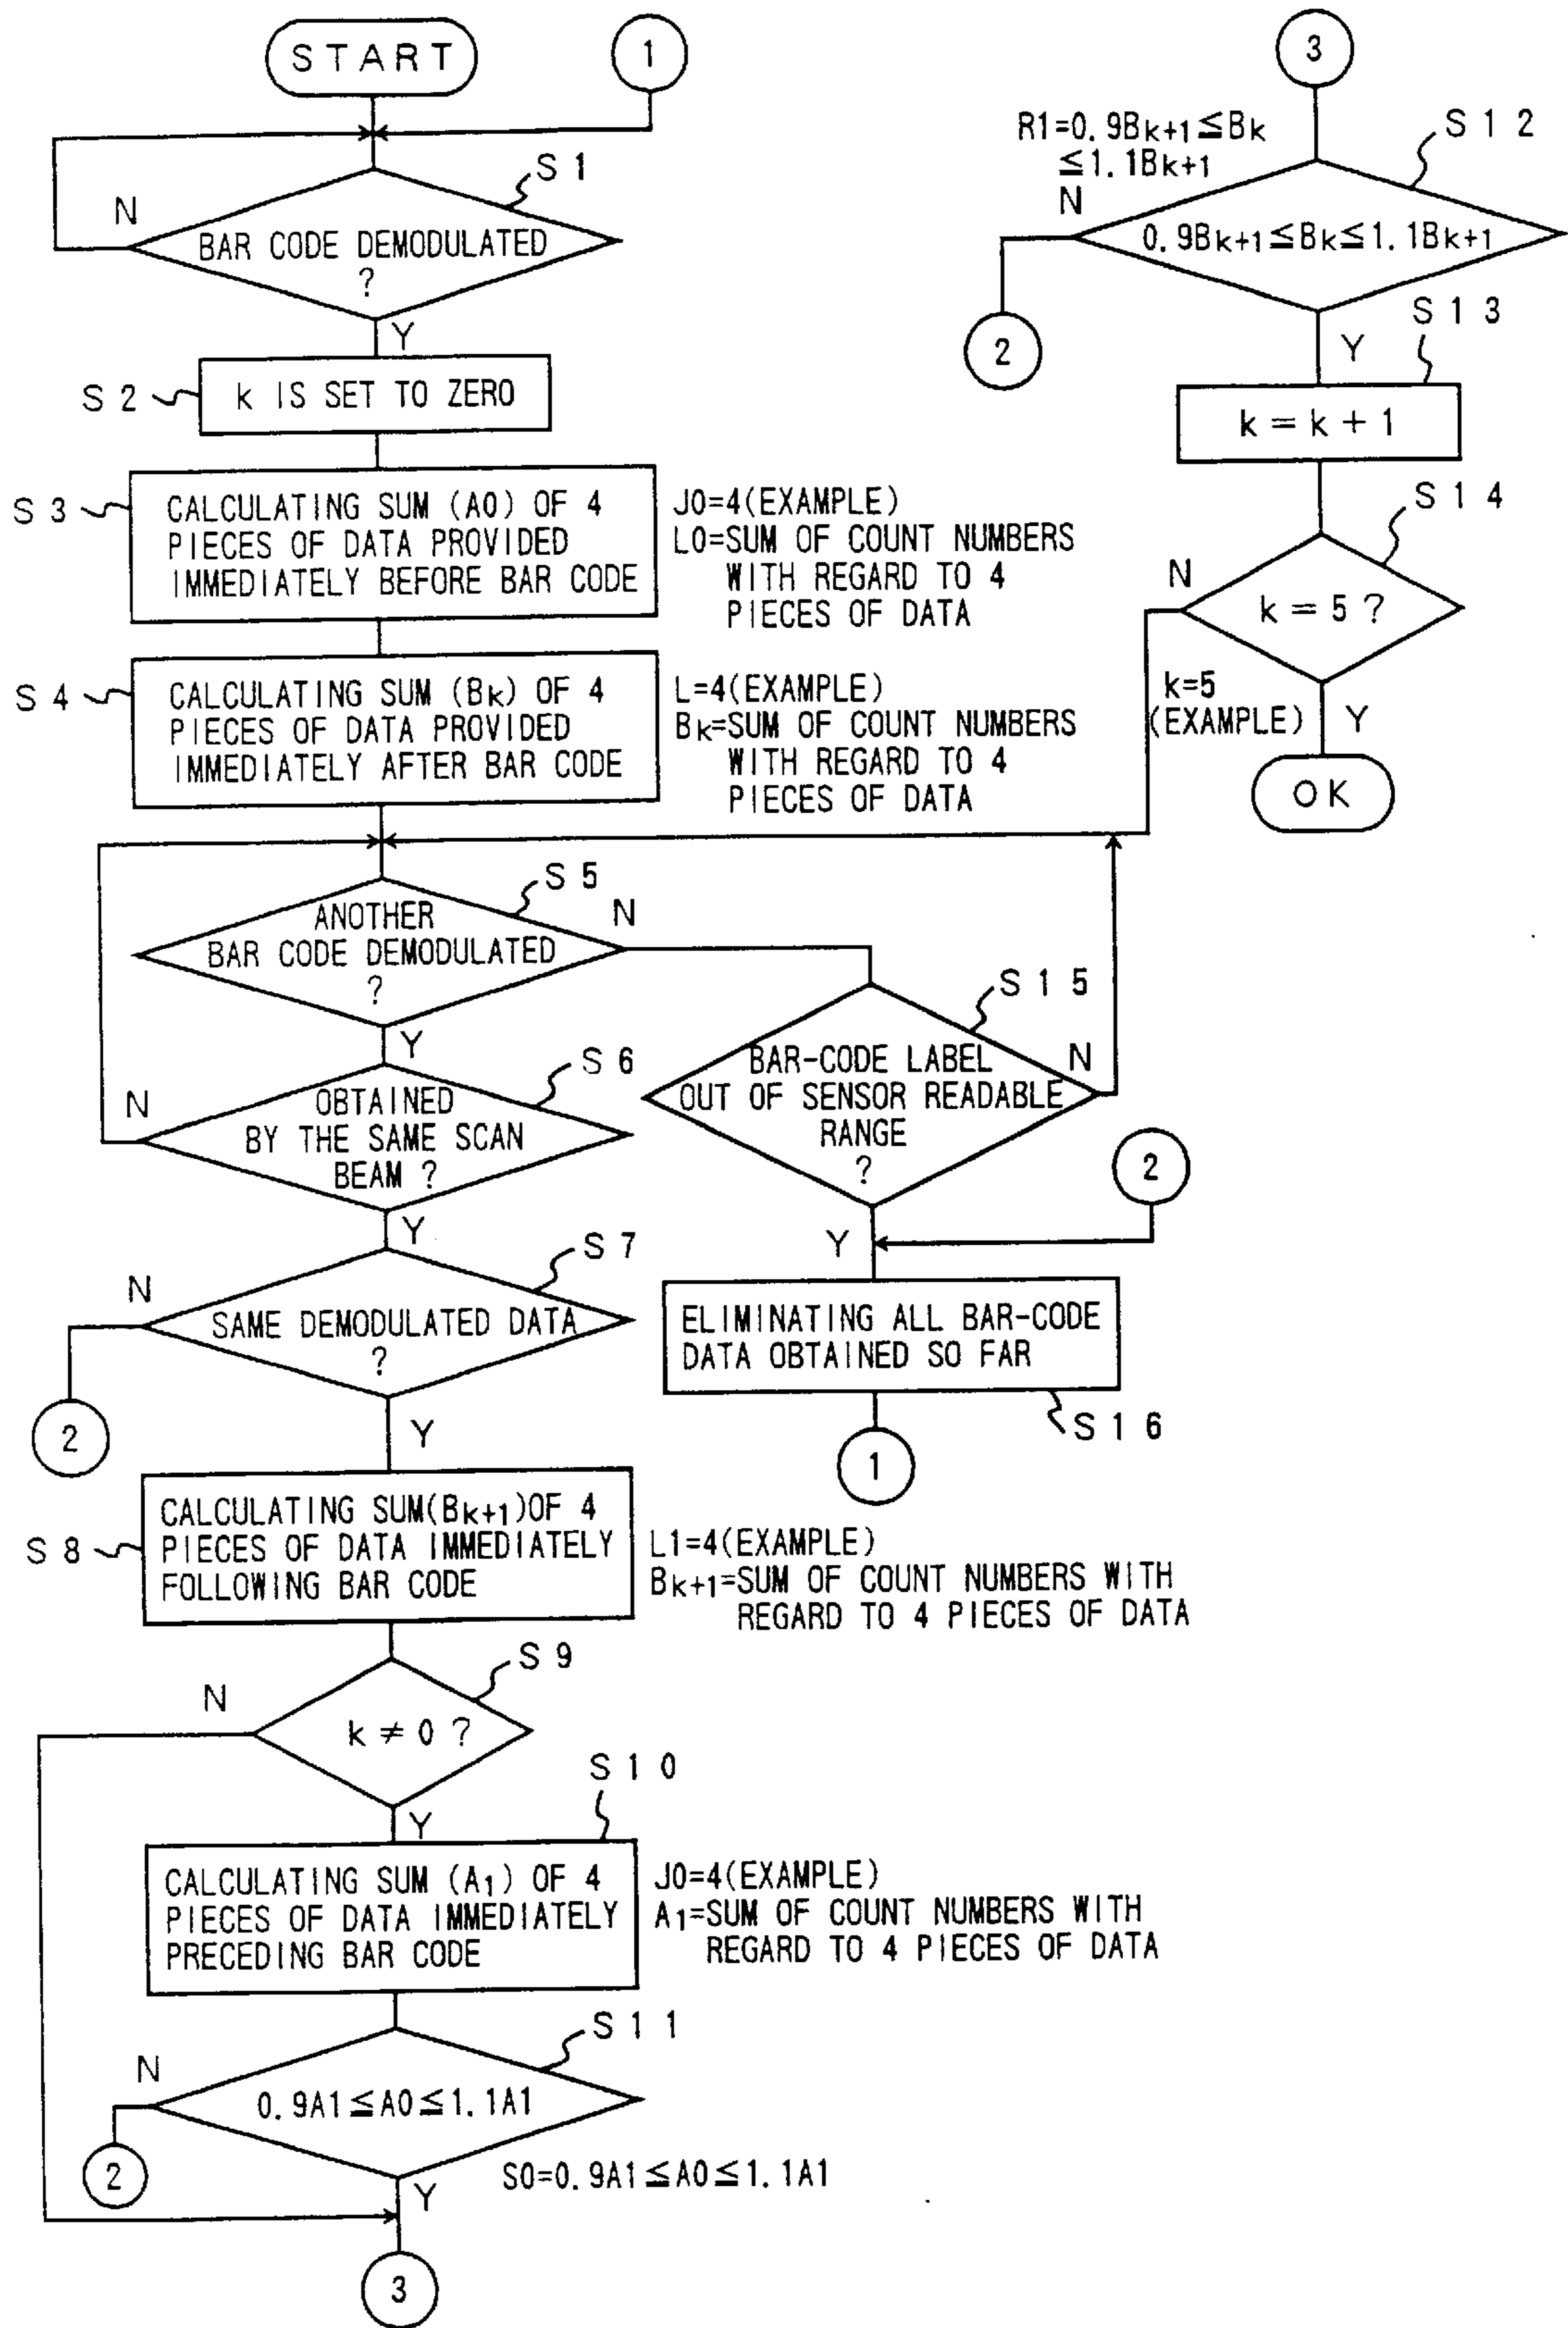 START
1
S1
N
BAR CODE DEMODULATED
?
Y
S2
k IS SET TO ZERO
S3
CALCULATING SUM (A0) OF 4
PIECES OF DATA PROVIDED
IMMEDIATELY BEFORE BAR CODE
J0=4(EXAMPLE)
L0=SUM OF COUNT NUMBERS
WITH REGARD TO 4
PIECES OF DATA
S4
CALCULATING SUM (Bk) OF 4
PIECES OF DATA PROVIDED
IMMEDIATELY AFTER BAR CODE
L=4(EXAMPLE)
Bk=SUM OF COUNT NUMBERS
WITH REGARD TO 4
PIECES OF DATA
S5
ANOTHER
BAR CODE DEMODULATED
?
N
Y
S6
N
OBTAINED
BY THE SAME SCAN
BEAM ?
Y
S7
N
SAME DEMODULATED DATA
?
2
Y
S8
CALCULATING SUM(Bk+1)OF 4
PIECES OF DATA IMMEDIATELY
FOLLOWING BAR CODE
L1=4(EXAMPLE)
Bk+1=SUM OF COUNT NUMBERS WITH
REGARD TO 4 PIECES OF DATA
S9
N
k ≠ 0 ?
Y
S10
CALCULATING SUM (A1) OF 4
PIECES OF DATA IMMEDIATELY
PRECEDING BAR CODE
J0=4(EXAMPLE)
A1=SUM OF COUNT NUMBERS WITH
REGARD TO 4 PIECES OF DATA
S11
N
0.9A1≦A0≦1.1A1
2
Y
S0=0.9A1≦A0≦1.1A1
3
3
R1=0.9Bk+1≦Bk
≦1.1Bk+1
S12
N
0.9Bk+1≦Bk≦1.1Bk+1
2
Y
S13
k = k + 1
S14
N
k = 5 ?
k=5
(EXAMPLE)
Y
OK
S15
BAR-CODE LABEL
OUT OF SENSOR READABLE
RANGE
?
N
Y
2
ELIMINATING ALL BAR-CODE
DATA OBTAINED SO FAR
S16
1